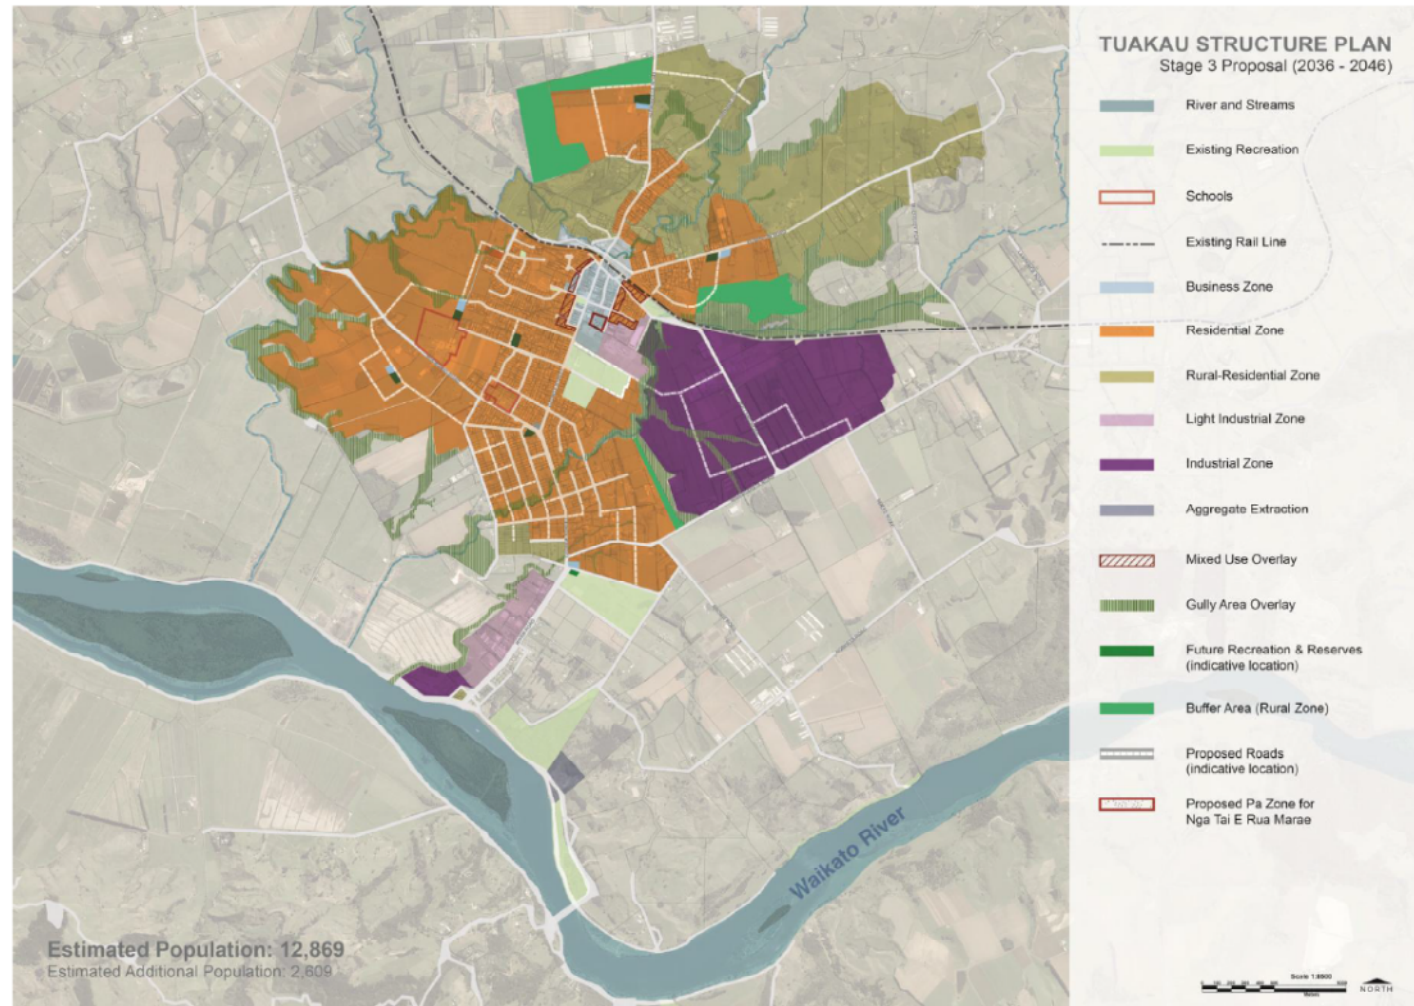 TUAKAU STRUCTURE PLAN
Stage 3 Proposal (2036 - 2046)
River and Streams
Existing Recreation
Schools
Existing Rail Line
Business Zone
Residential Zone
Rural-Residential Zone
Light Industrial Zone
Industrial Zone
Aggregate Extraction
Mixed Use Overlay
Gully Area Overlay
Future Recreation & Reserves
(indicative location)
Buffer Area (Rural Zone)
Proposed Roads
(indicative location)
Proposed Pa Zone for
Nga Tai E Rua Marae
Waikato River
Estimated Population: 12,869
Estimated Additional Population: 2,609
Meters
NORTH